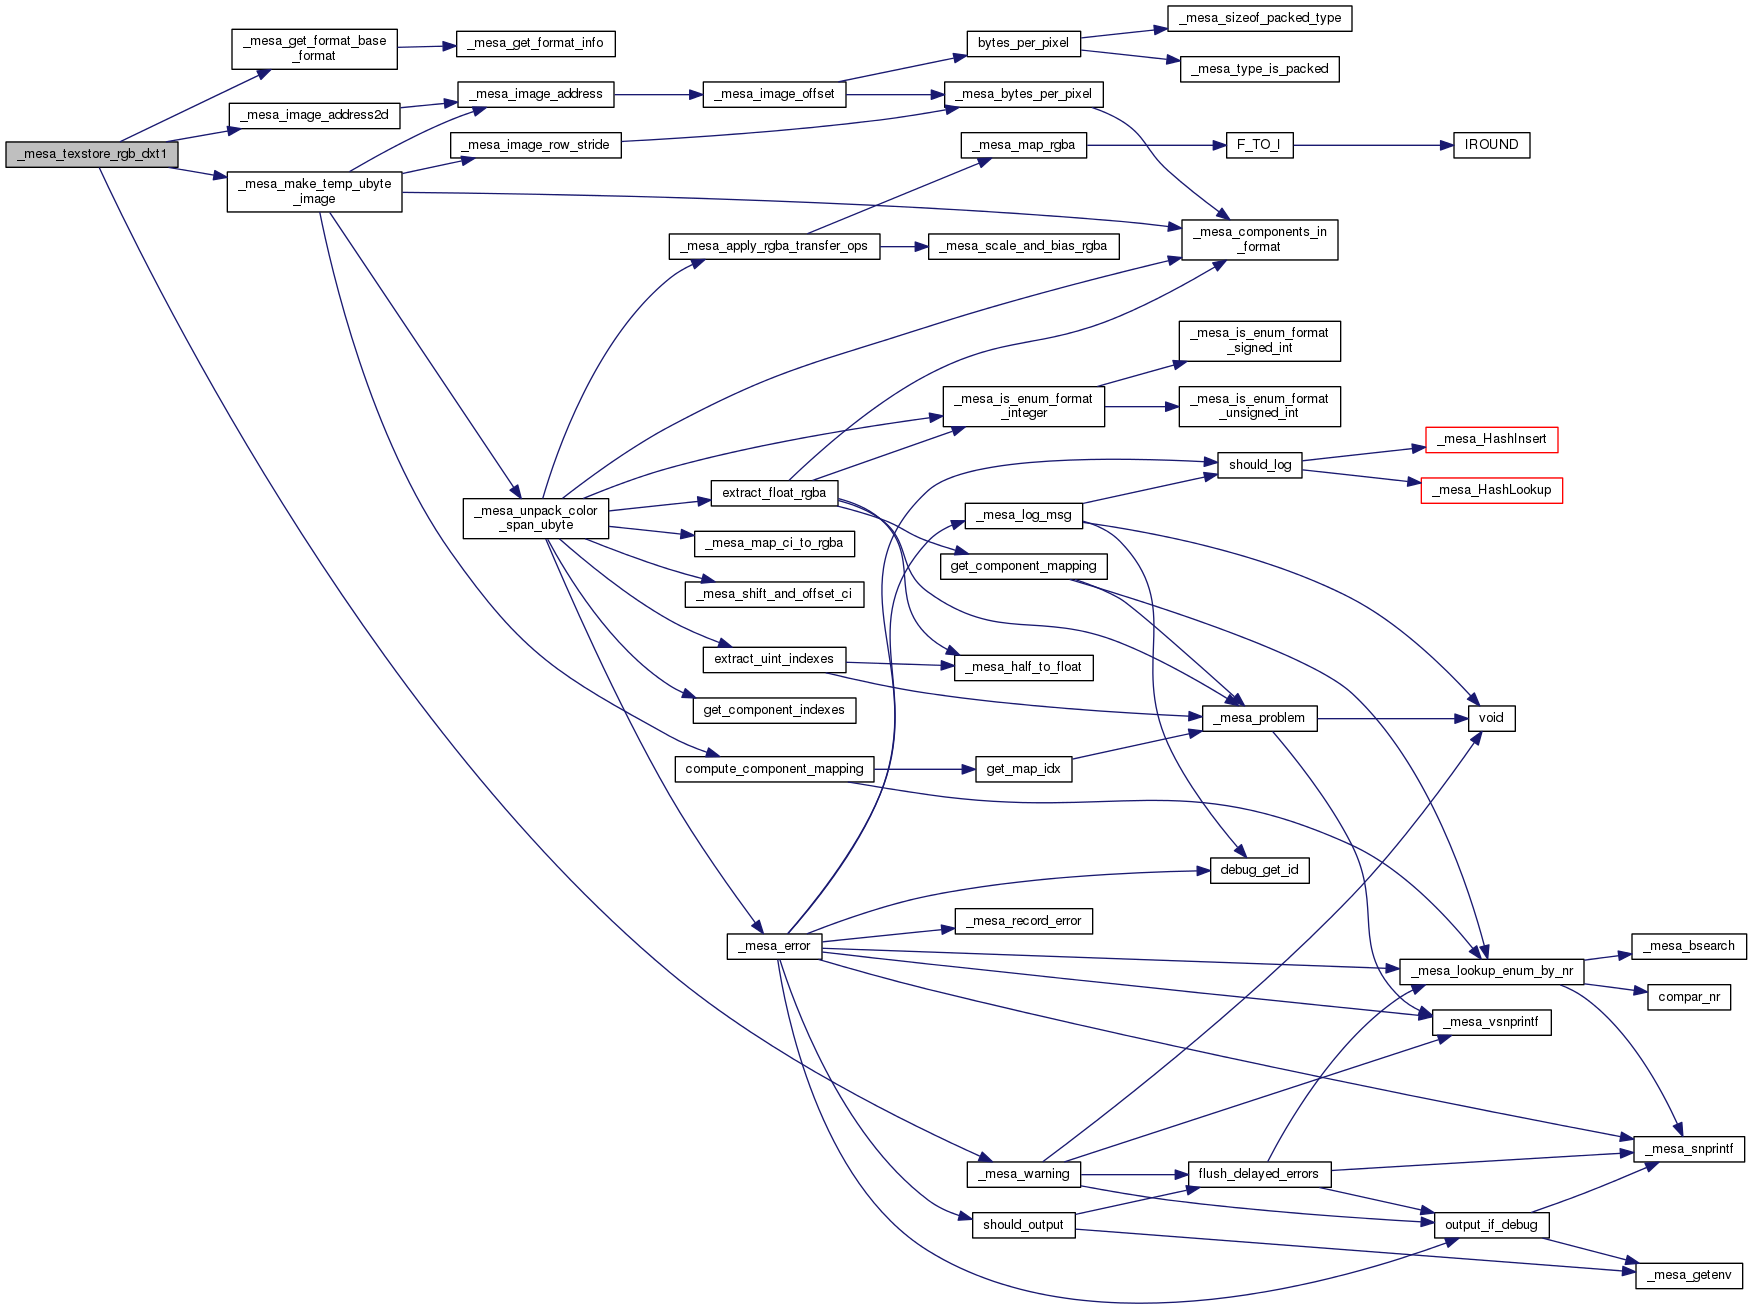 _mesa_texstore_rgb_dxt1
_mesa_get_format_base
_format
_mesa_get_format_info
_mesa_image_address2d
_mesa_make_temp_ubyte
_image
_mesa_image_address
_mesa_image_row_stride
_mesa_image_offset
bytes_per_pixel
_mesa_sizeof_packed_type
_mesa_type_is_packed
_mesa_bytes_per_pixel
_mesa_map_rgba
F_TO_I
IROUND
_mesa_apply_rgba_transfer_ops
_mesa_scale_and_bias_rgba
_mesa_components_in
_format
_mesa_is_enum_format
_signed_int
_mesa_is_enum_format
_integer
_mesa_is_enum_format
_unsigned_int
should_log
_mesa_HashInsert
_mesa_HashLookup
_mesa_unpack_color
_span_ubyte
extract_float_rgba
_mesa_log_msg
_mesa_map_ci_to_rgba
get_component_mapping
_mesa_shift_and_offset_ci
extract_uint_indexes
_mesa_half_to_float
get_component_indexes
_mesa_problem
void
compute_component_mapping
get_map_idx
debug_get_id
_mesa_error
_mesa_record_error
_mesa_lookup_enum_by_nr
_mesa_bsearch
compar_nr
_mesa_vsnprintf
_mesa_snprintf
_mesa_warning
flush_delayed_errors
should_output
output_if_debug
_mesa_getenv